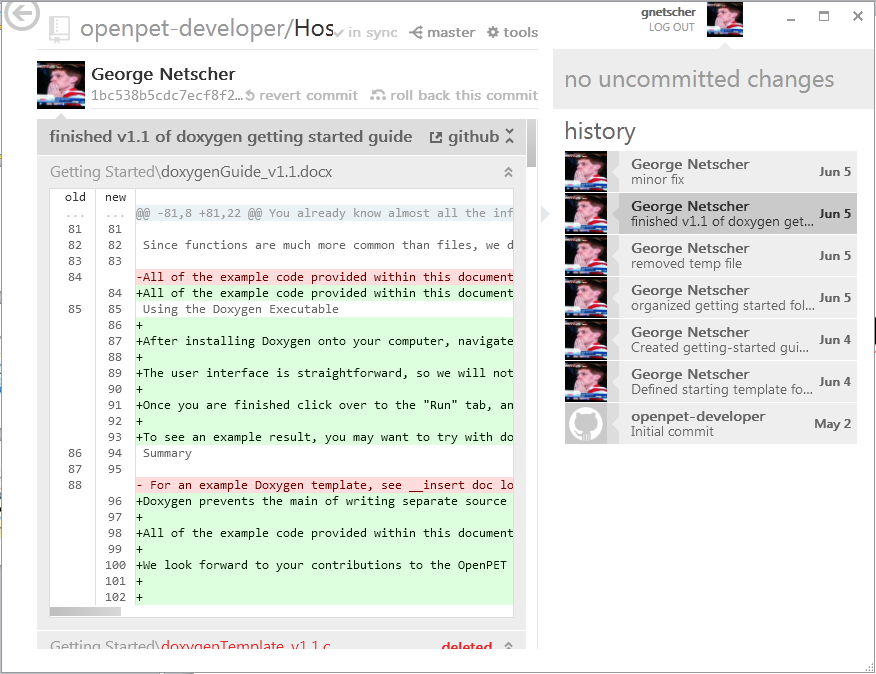 openpet-developer/Hos
in sync
master
tools
gnetscher
LOG OUT
George Netscher
1bc538b5cdc7ecf8f2...
revert commit
roll back this commit
finished v1.1 of doxygen getting started guide
github
Getting Started\doxygenGuide_v1.1.docx
old new
... ... @@ -81,8 +81,22 @@ You already know almost all the inf
81 81
82 82 Since functions are much more common than files, we d
83 83
84 -All of the example code provided within this document
84 +All of the example code provided within this document
85 85 Using the Doxygen Executable
86 +
87 +After installing Doxygen onto your computer, navigate
88 +
89 +The user interface is straightforward, so we will not
90 +
91 +Once you are finished click over to the "Run" tab, an
92 +
93 +To see an example result, you may want to try with do
86 94 Summary
87 95
88 - For an example Doxygen template, see __insert doc lo
96 +Doxygen prevents the main of writing separate source
97 +
98 +All of the example code provided within this document
99 +
100 +We look forward to your contributions to the OpenPET
101 +
102 +
Getting Started\doxygenTemplate_v1.1.c
deleted
no uncommitted changes
history
George Netscher
minor fix
Jun 5
George Netscher
finished v1.1 of doxygen get...
Jun 5
George Netscher
removed temp file
Jun 5
George Netscher
organized getting started fol...
Jun 5
George Netscher
Created getting-started gui...
Jun 4
George Netscher
Defined starting template fo...
Jun 4
openpet-developer
Initial commit
May 2